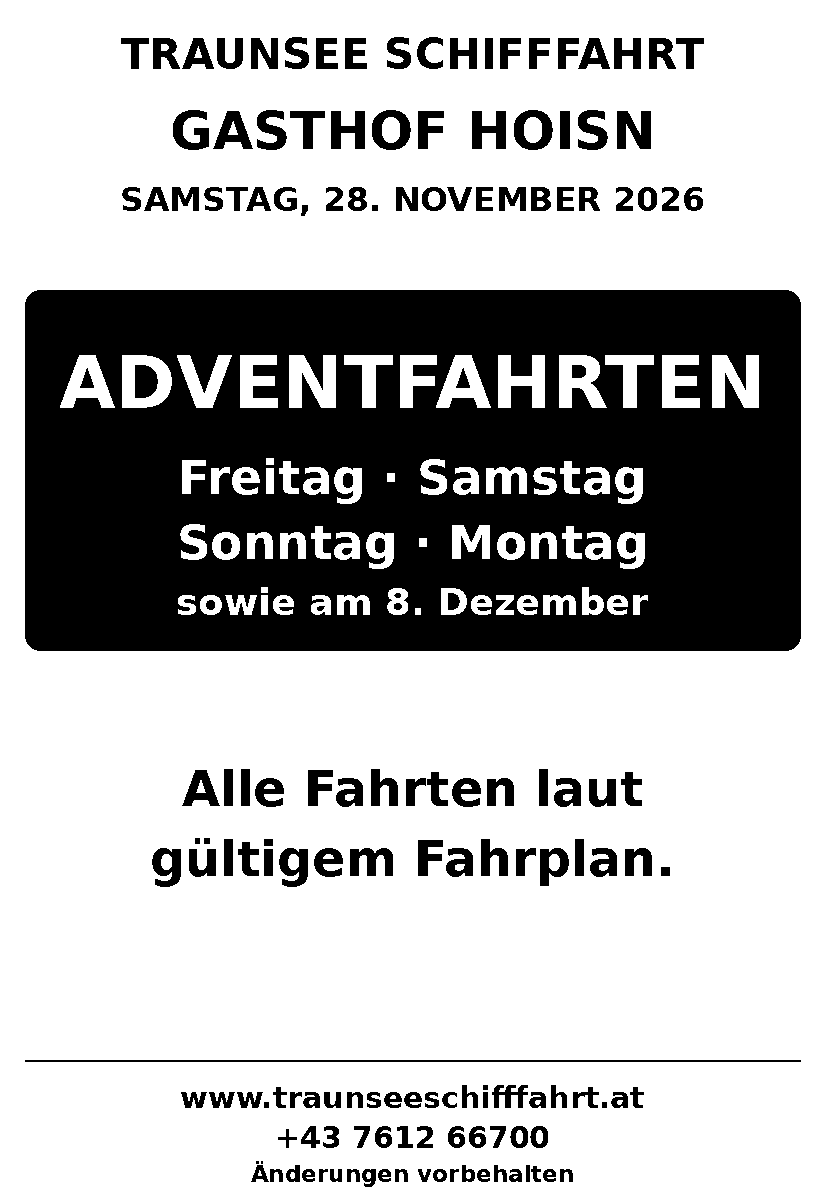 TRAUNSEE SCHIFFFAHRT
GASTHOF HOISN
SAMSTAG, 28. NOVEMBER 2026
ADVENTFAHRTEN
Freitag · Samstag
Sonntag · Montag
sowie am 8. Dezember
Alle Fahrten laut
gültigem Fahrplan.
www.traunseeschifffahrt.at
+43 7612 66700
Änderungen vorbehalten